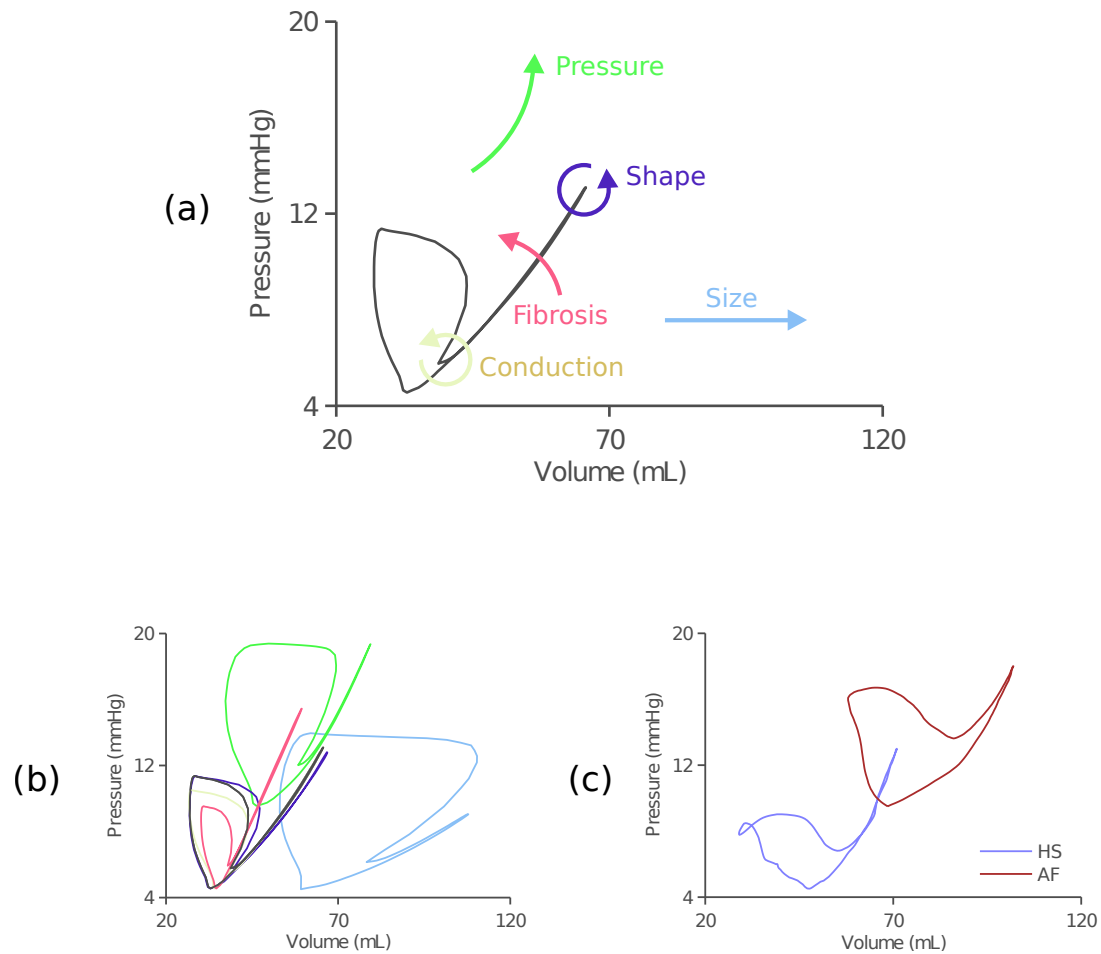 20
Pressure
Pressure (mmHg)
Shape
(a)
12
Size
Fibrosis
Conduction
4
20
70
120
Volume (mL)
20
12
4
Pressure (mmHg)
(b)
20
70
120
Volume (mL)
20
12
4
Pressure (mmHg)
(c)
HS
AF
20
70
120
Volume (mL)